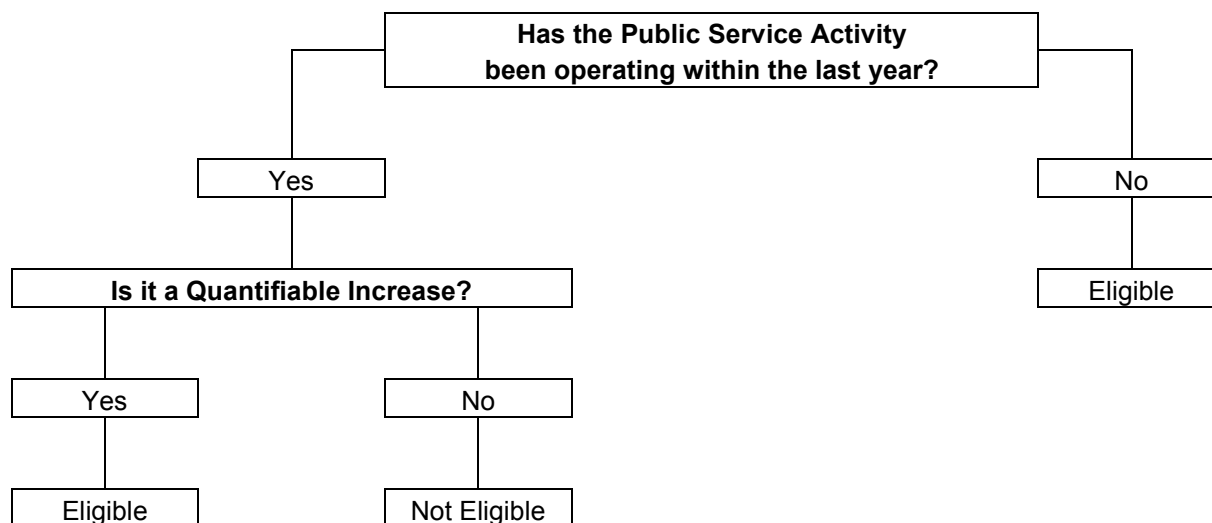 Has the Public Service Activity
been operating within the last year?
Yes
No
Is it a Quantifiable Increase?
Eligible
Yes
No
Eligible
Not Eligible